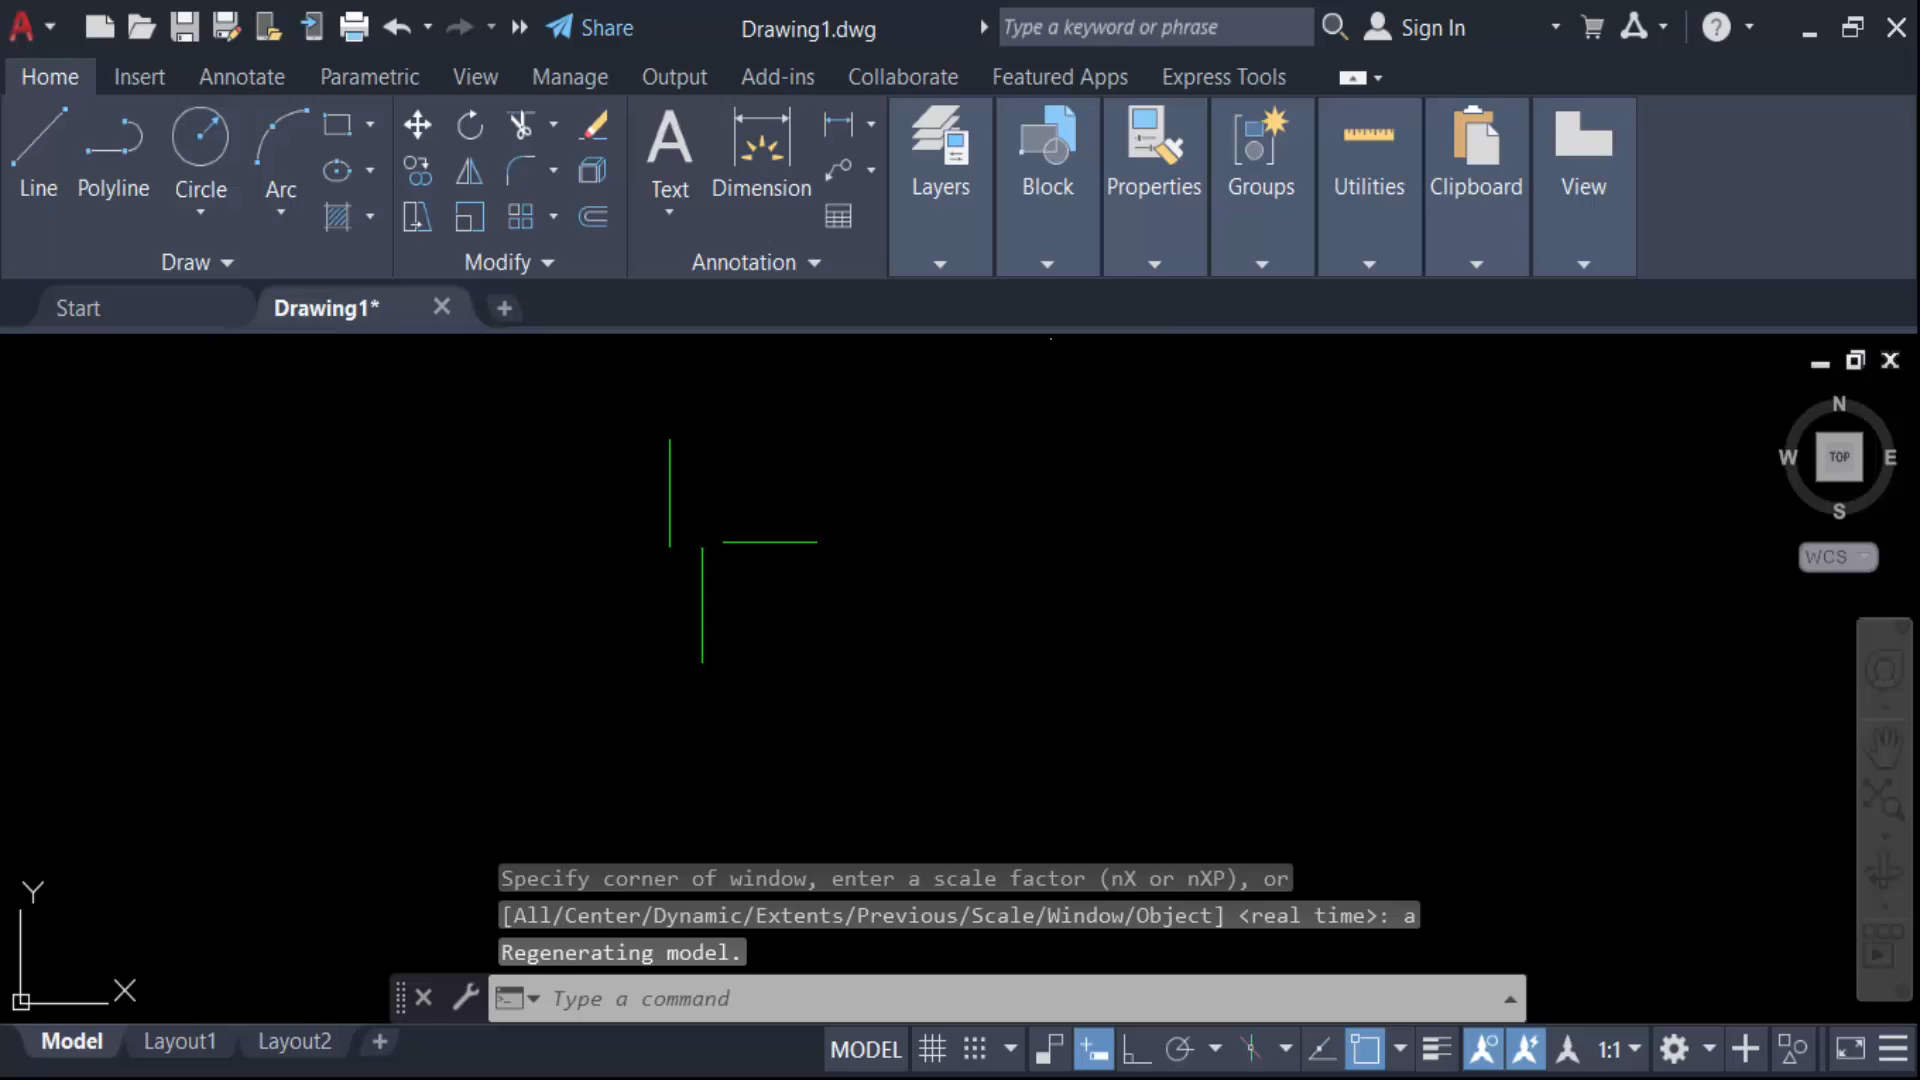 Share
Drawing1.dwg
Type a keyword or phrase
Sign In
Home
Insert
Annotate
Parametric
View
Manage
Output
Add-ins
Collaborate
Featured Apps
Express Tools
Line
Polyline
Circle
Arc
Text
Dimension
Layers
Block
Properties
Groups
Utilities
Clipboard
View
Draw
Modify
Annotation
Start
Drawing1*
N
W
TOP
E
S
WCS
Specify corner of window, enter a scale factor (nX or nXP), or
[All/Center/Dynamic/Extents/Previous/Scale/Window/Object] <real time>: a
Regenerating model.
Y
X
Type a command
Model
Layout1
Layout2
MODEL
1:1